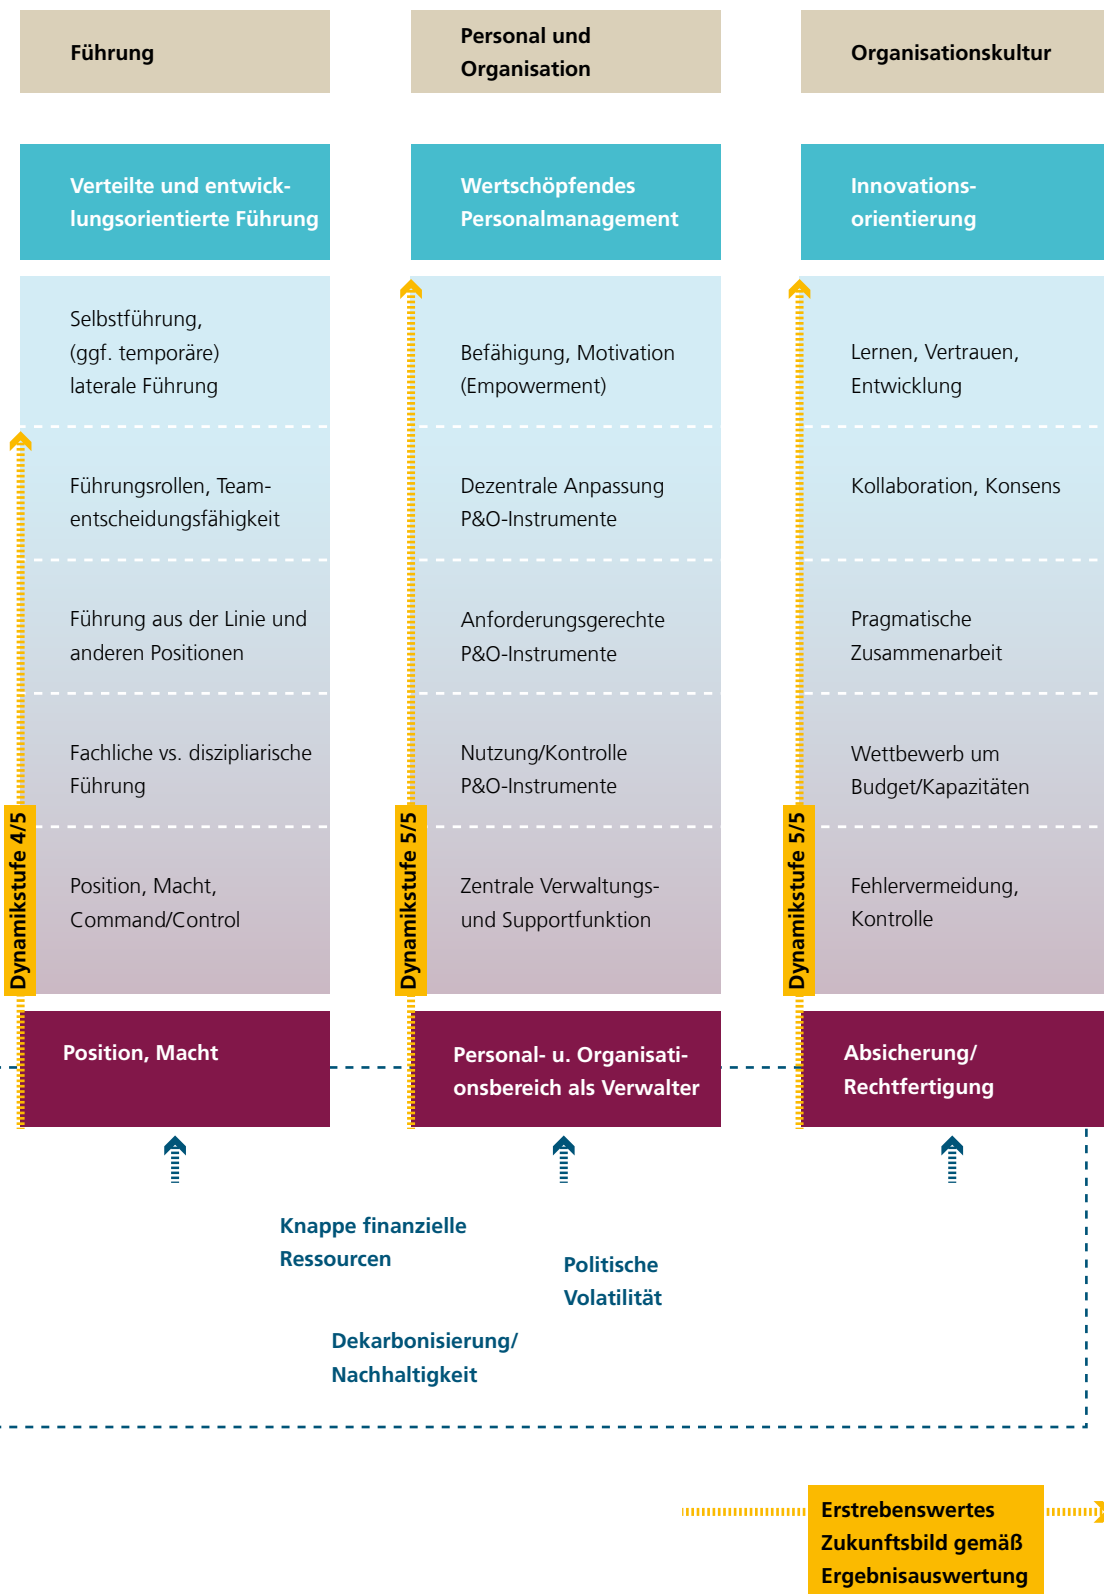 Führung
Personal und
Organisation
Organisationskultur
Verteilte und entwick-
lungsorientierte Führung
Wertschöpfendes
Personalmanagement
Innovations-
orientierung
Selbstführung,
(ggf. temporäre)
laterale Führung
Befähigung, Motivation
(Empowerment)
Lernen, Vertrauen,
Entwicklung
Führungsrollen, Team-
entscheidungsfähigkeit
Dezentrale Anpassung
P&O-Instrumente
Kollaboration, Konsens
Führung aus der Linie und
anderen Positionen
Anforderungsgerechte
P&O-Instrumente
Pragmatische
Zusammenarbeit
Fachliche vs. diszipliarische
Führung
Nutzung/Kontrolle
P&O-Instrumente
Wettbewerb um
Budget/Kapazitäten
Dynamikstufe 4/5
Dynamikstufe 5/5
Dynamikstufe 5/5
Position, Macht,
Command/Control
Zentrale Verwaltungs-
und Supportfunktion
Fehlervermeidung,
Kontrolle
Position, Macht
Personal- u. Organisati-
onsbereich als Verwalter
Absicherung/
Rechtfertigung
Knappe finanzielle
Ressourcen
Politische
Volatilität
Dekarbonisierung/
Nachhaltigkeit
Erstrebenswertes
Zukunftsbild gemäß
Ergebnisauswertung